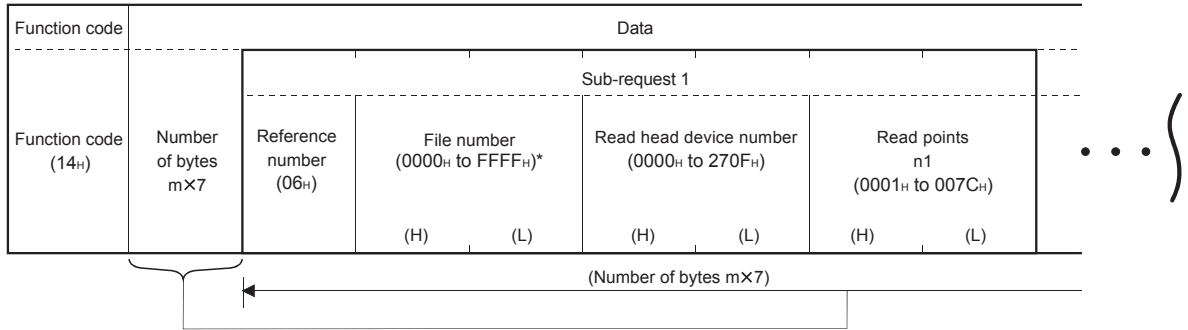 Function code
Data
Sub-request 1
Function code
(14H)
Number
of bytes
m×7
Reference
number
(06H)
File number
(0000H to FFFFH)*
Read head device number
(0000H to 270FH)
Read points
n1
(0001H to 007CH)
(H)
(L)
(H)
(L)
(H)
(L)
(Number of bytes m×7)